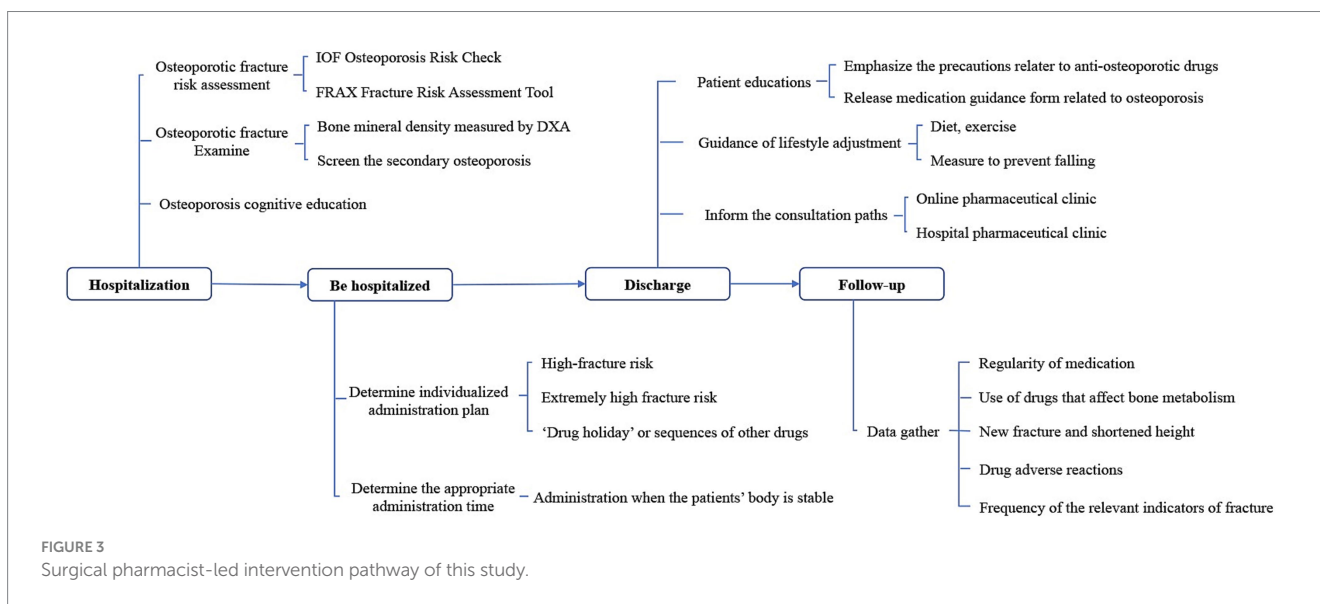 Osteoporotic fracture
risk assessment
IOF Osteoporosis Risk Check
FRAX Fracture Risk Assessment Tool
Osteoporotic fracture
Examine
Bone mineral density measured by DXA
Screen the secondary osteoporosis
Osteoporosis cognitive education
Patient educations
Emphasize the precautions relater to anti-osteoporotic drugs
Release medication guidance form related to osteoporosis
Guidance of lifestyle adjustment
Diet, exercise
Measure to prevent falling
Inform the consultation paths
Online pharmaceutical clinic
Hospital pharmaceutical clinic
Hospitalization
Be hospitalized
Discharge
Follow-up
Determine individualized
administration plan
High-fracture risk
Extremely high fracture risk
‘Drug holiday’ or sequences of other drugs
Determine the appropriate
administration time
Administration when the patients’ body is stable
Data gather
Regularity of medication
Use of drugs that affect bone metabolism
New fracture and shortened height
Drug adverse reactions
Frequency of the relevant indicators of fracture
FIGURE 3
Surgical pharmacist-led intervention pathway of this study.